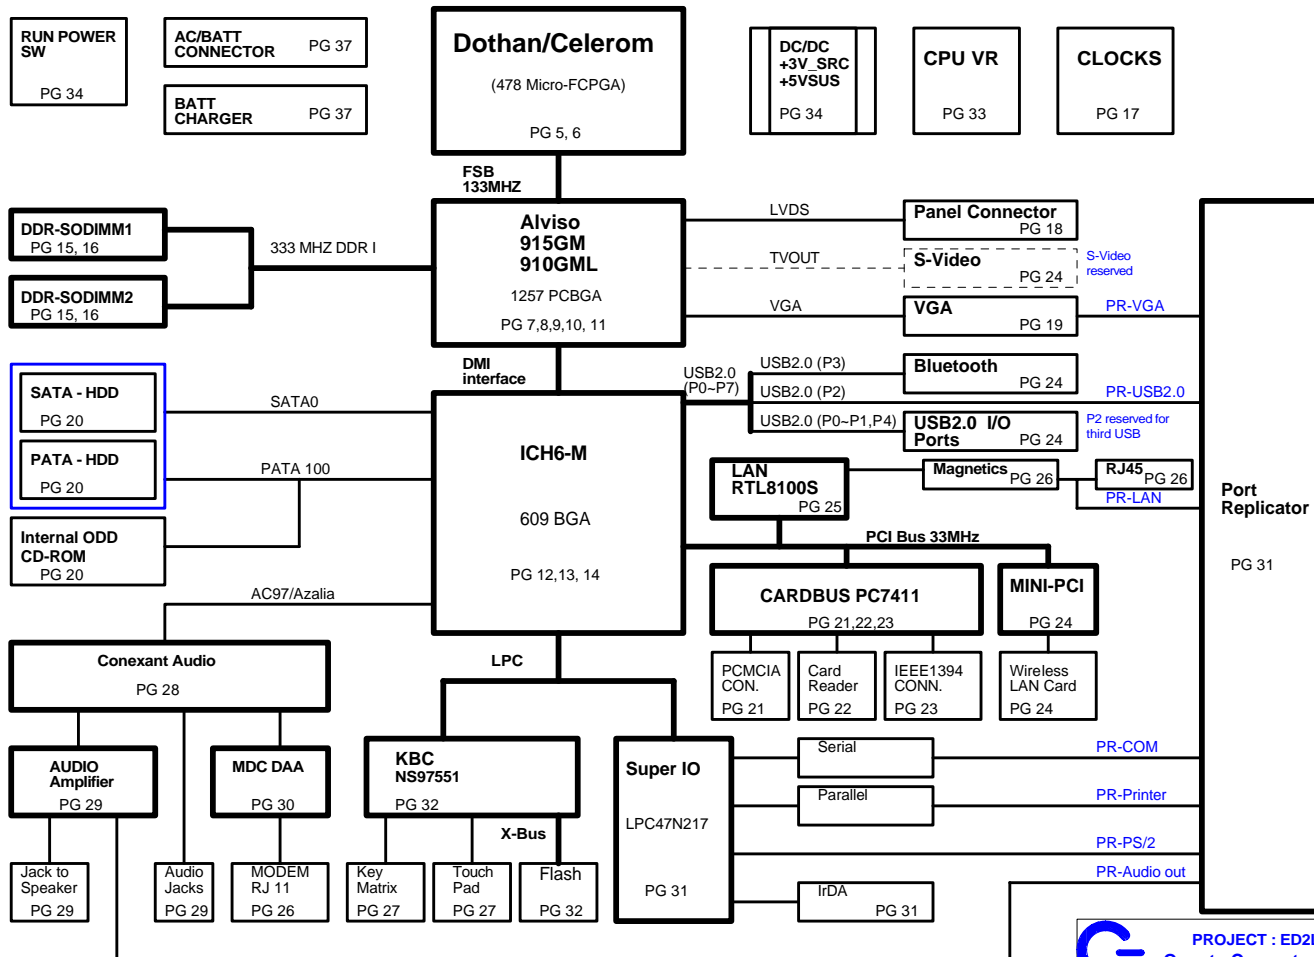 RUN POWER
SW
PG 34
AC/BATT
CONNECTOR PG 37
BATT
CHARGER PG 37
Dothan/Celerom
(478 Micro-FCPGA)
PG 5, 6
DC/DC
+3V_SRC
+5VSUS
PG 34
CPU VR
PG 33
CLOCKS
PG 17
FSB
133MHZ
DDR-SODIMM1
PG 15, 16
DDR-SODIMM2
PG 15, 16
333 MHZ DDR I
Alviso
915GM
910GML
1257 PCBGA
PG 7,8,9,10, 11
LVDS
Panel Connector
PG 18
TVOUT
S-Video
PG 24
S-Video
reserved
VGA
VGA
PG 19
PR-VGA
DMI
interface
USB2.0
(P0~P7)
USB2.0 (P3)
Bluetooth
PG 24
USB2.0 (P2)
PR-USB2.0
USB2.0 (P0~P1,P4)
USB2.0 I/O
Ports PG 24
P2 reserved for
third USB
SATA - HDD
PG 20
SATA0
PATA - HDD
PG 20
PATA 100
Internal ODD
CD-ROM
PG 20
ICH6-M
609 BGA
PG 12,13, 14
LAN
RTL8100S
PG 25
Magnetics PG 26
RJ45 PG 26
PR-LAN
PCI Bus 33MHz
Port
Replicator
PG 31
AC97/Azalia
CARDBUS PC7411
PG 21,22,23
MINI-PCI
PG 24
PCMCIA
CON.
PG 21
Card
Reader
PG 22
IEEE1394
CONN.
PG 23
Wireless
LAN Card
PG 24
Conexant Audio
PG 28
LPC
AUDIO
Amplifier
PG 29
MDC DAA
PG 30
KBC
NS97551
PG 32
X-Bus
Super IO
LPC47N217
PG 31
Serial
PR-COM
Parallel
PR-Printer
PR-PS/2
PR-Audio out
IrDA
PG 31
Jack to
Speaker
PG 29
Audio
Jacks
PG 29
MODEM
RJ 11
PG 26
Key
Matrix
PG 27
Touch
Pad
PG 27
Flash
PG 32
PROJECT :